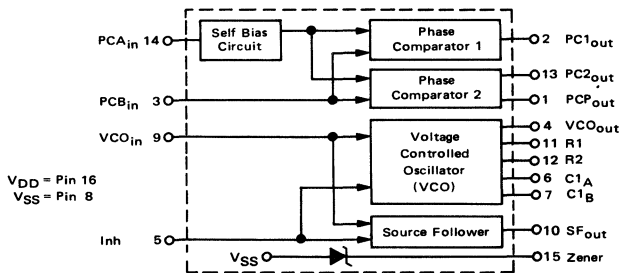 PCAin 14
Self Bias
Circuit
Phase
Comparator 1
2 PC1out
PCBin 3
Phase
Comparator 2
13 PC2out
1 PCPout
VCOin 9
Voltage
Controlled
Oscillator
(VCO)
4 VCOout
11 R1
12 R2
6 C1A
7 C1B
VDD = Pin 16
VSS = Pin 8
Inh 5
Source Follower
10 SFout
VSS
15 Zener